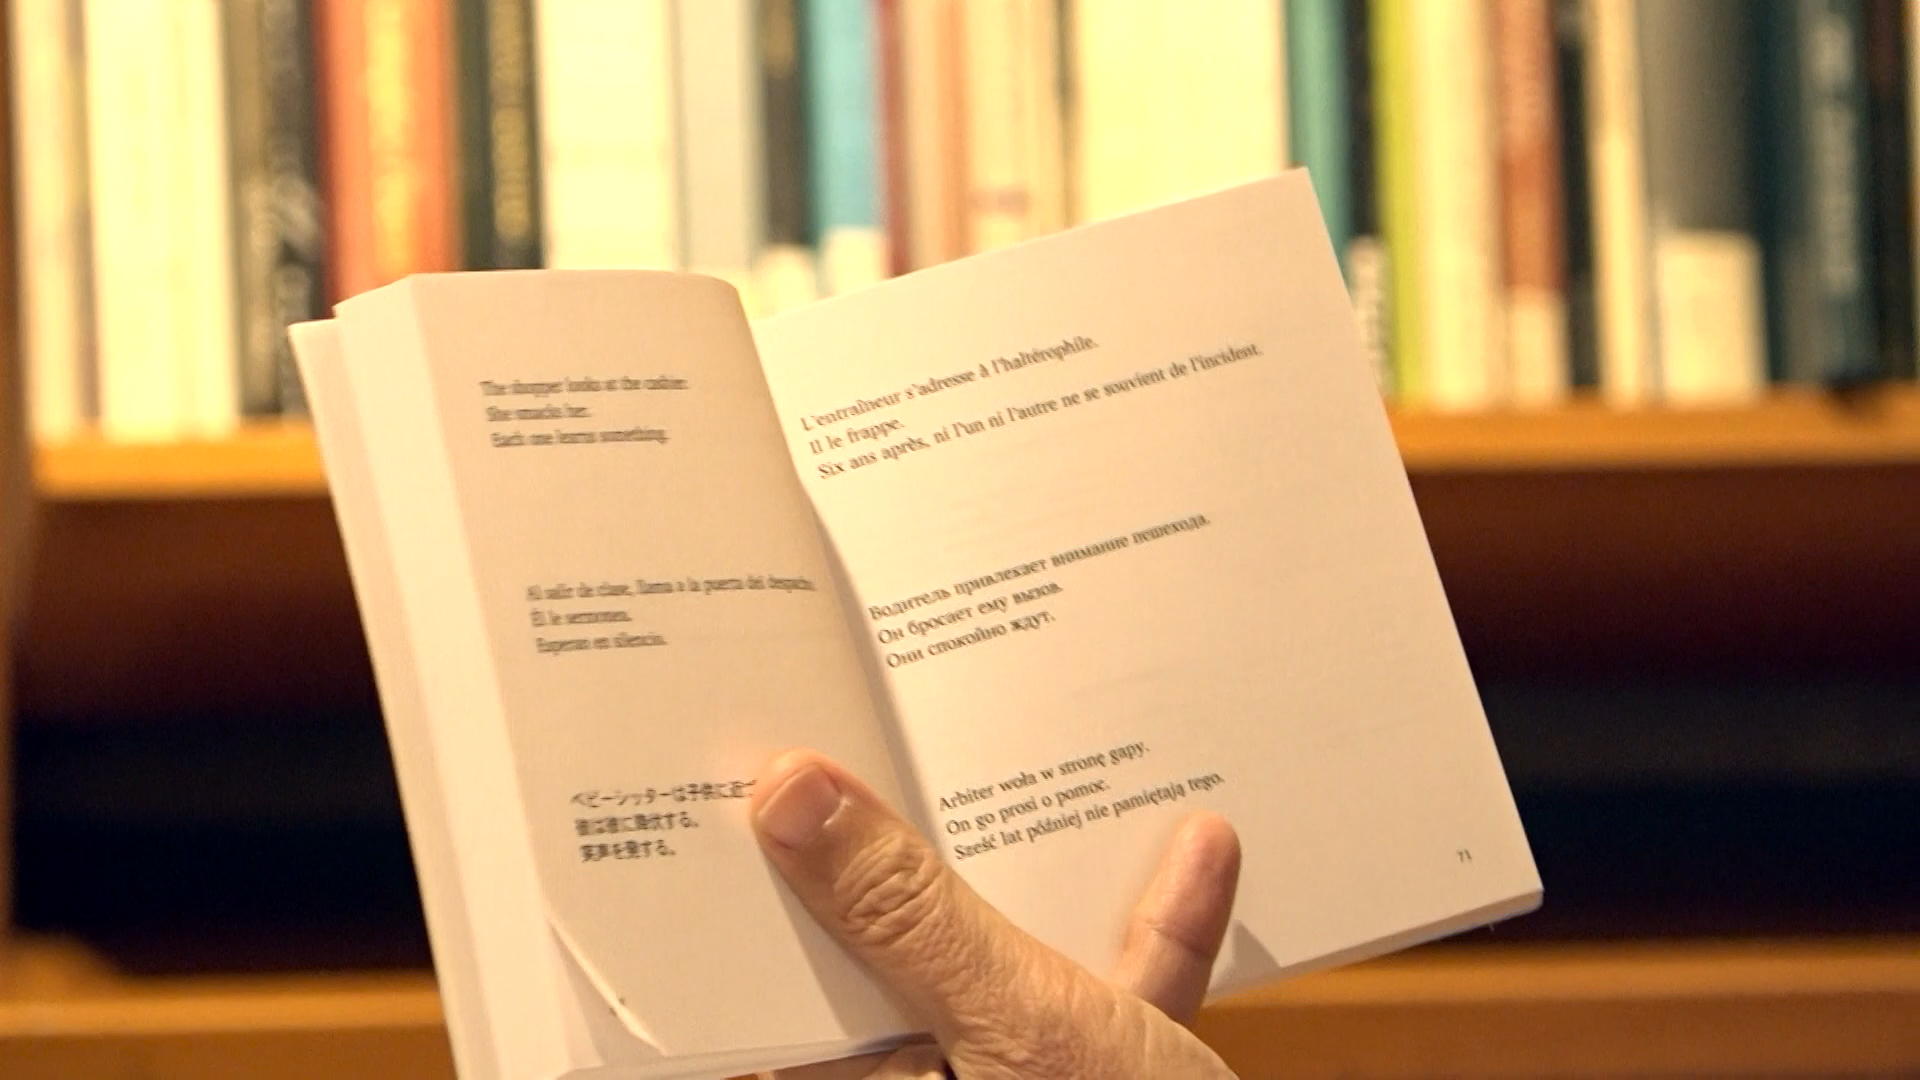 The shopper looks at the cashier.
She smacks her.
Each one learns something.
Al salir de clase, llama a la puerta del despacho.
Él le sermonea.
Esperan en silencio.
ベビーシッターは子供に近づ
彼は彼に
笑声を発する。
L'entraîneur s'adresse à l'haltérophile.
Il le frappe.
Six ans après, ni l'un ni l'autre ne se souvient de l'incident.
Водитель привлекает внимание пешехода.
Он бросает ему вызов.
Они спокойно ждут.
Arbiter woła w stronę gapy.
On go prosi o pomoc.
Sześć lat później nie pamiętają tego.
71